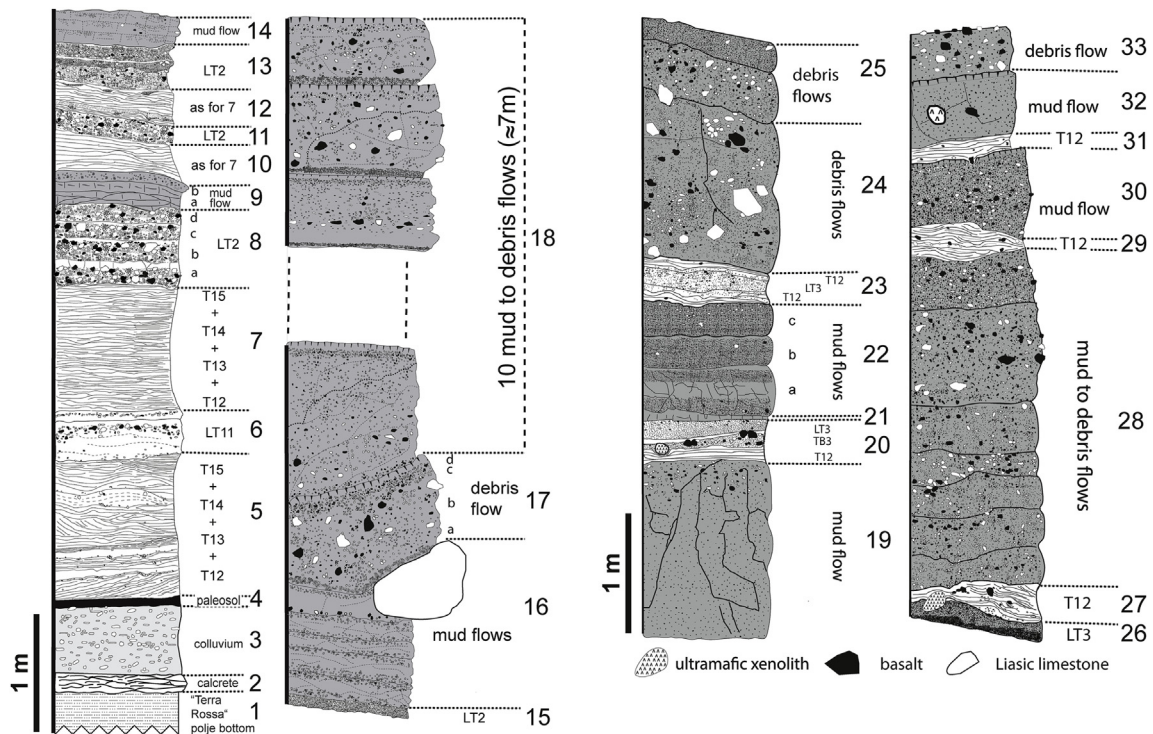 mud flow 14
LT2 13
as for 7 12
LT2 11
as for 7 10
b
mud
flow
a
9
d
c
LT2 8
b
a
T15
+
T14
+
T13
+
T12
7
LT11 6
T15
+
T14
+
T13
+
T12
5
paleosol 4
colluvium 3
calcrete 2
"Terra
Rossa"
polje bottom
1
1 m
10 mud to debris flows (≈7m)
18
d
c
b
a
debris
flow
17
16
mud flows
LT2 15
debris
flows
25
debris flows
24
T12
LT3
T12
23
c
b
a
mud flows
22
21
LT3
TB3
T12
20
mud flow
19
1 m
debris flow 33
mud flow 32
T12 31
30
mud flow
T12 29
mud to debris flows
28
T12 27
LT3 26
ultramafic xenolith basalt Liasic limestone